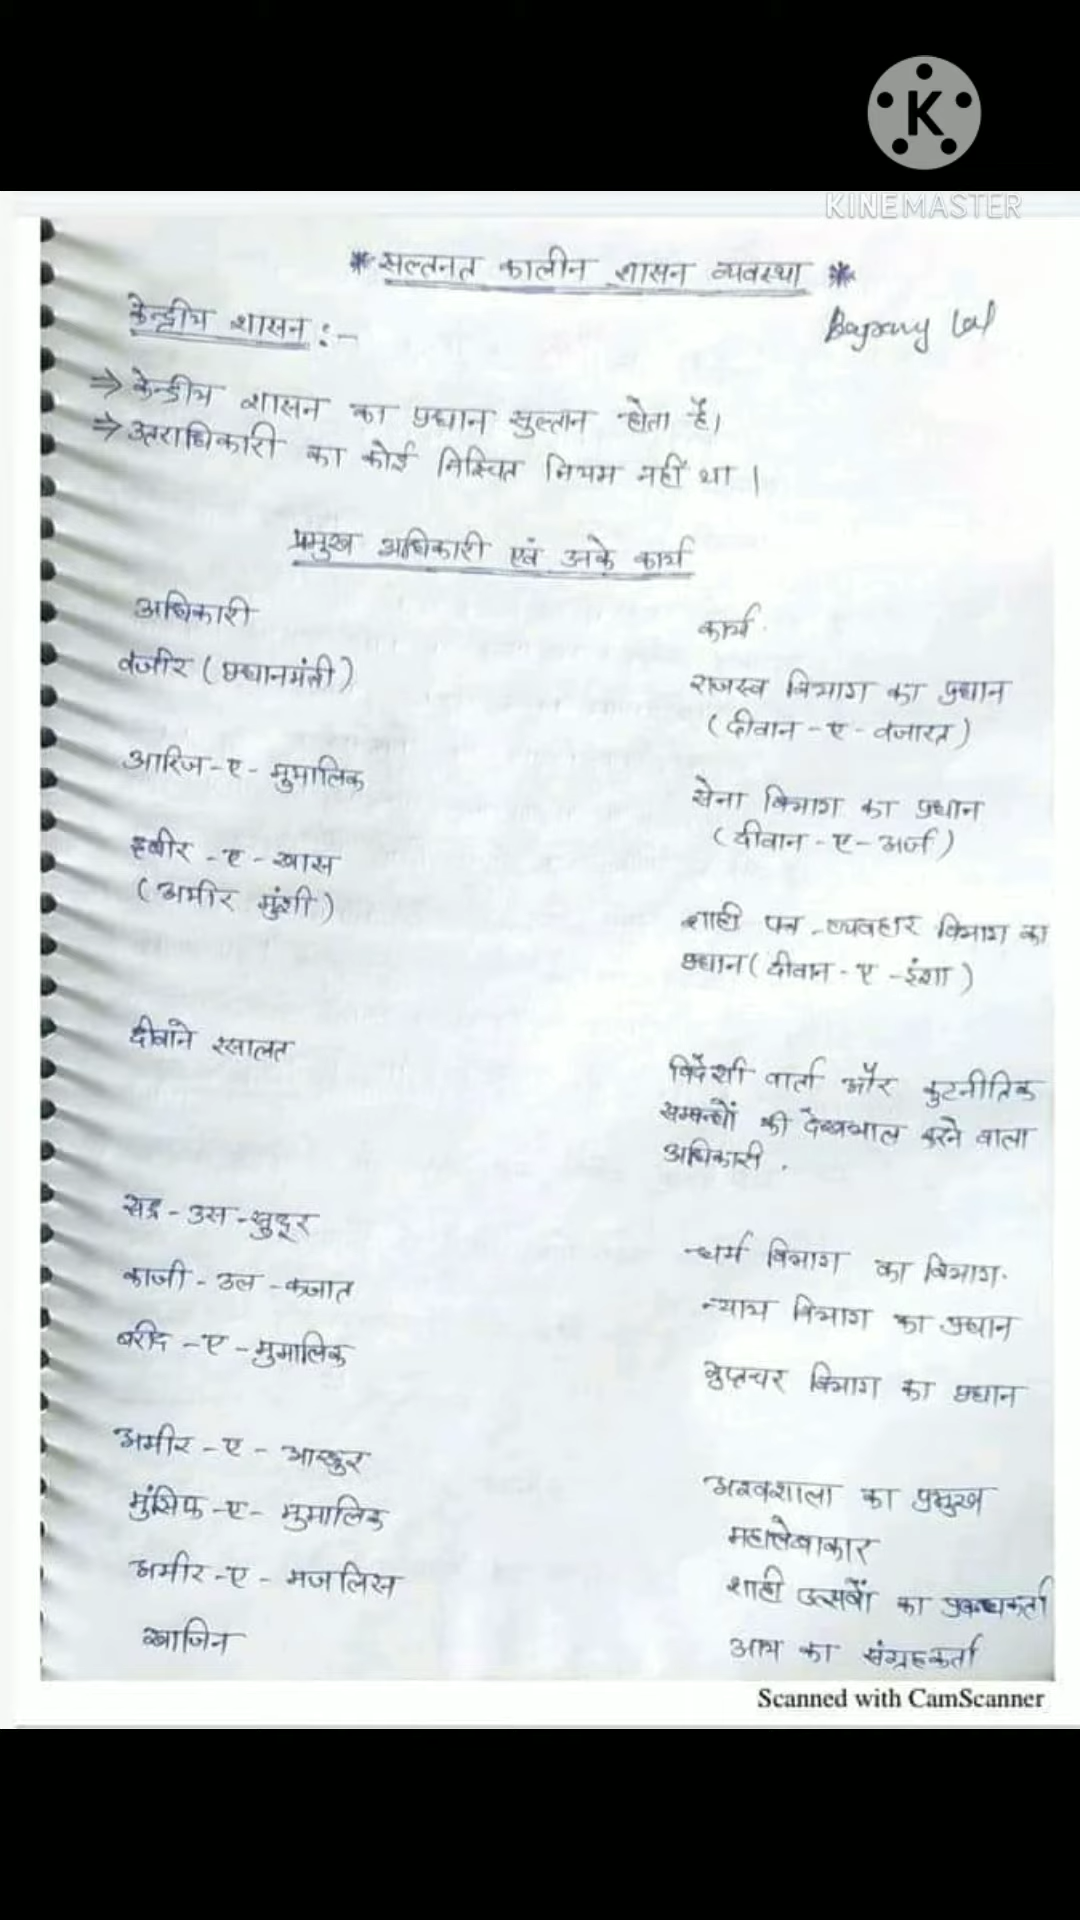 K
KINEMASTER
* सल्तनत कालीन शासन व्यवस्था *
केन्द्रीय शासन :-
Bajrang Lal
⇒ केन्द्रीय शासन का प्रधान सुल्तान होता है।
⇒ उतराधिकारी का कोई निश्चित नियम नहीं था।
प्रमुख अधिकारी एवं उनके कार्य
अधिकारी
कार्य.
वजीर (प्रधानमंत्री)
राजस्व विभाग का प्रधान
(दीवान-ए-वजारत)
आरिज-ए-मुमालिक
सेना विभाग का प्रधान
(दीवान-ए-अर्ज)
दबीर-ए-खास
(अमीर मुंशी)
शाही पत्र-व्यवहार विभाग का
प्रधान (दीवान-ए-इंशा)
दीवाने रसालत
विदेशी वार्ता और कुटनीतिक
सम्बन्धों की देखभाल करने वाला
अधिकारी.
सद्र-उस-सुदूर
धर्म विभाग का विभाग.
काजी-उल-कजात
न्याय विभाग का प्रधान
बरीद-ए-मुमालिक
गुप्तचर विभाग का प्रधान
अमीर-ए-आखुर
अश्वशाला का प्रमुख
मुंसिफ-ए-मुमालिक
महालेखाकार
अमीर-ए-मजलिस
शाही उत्सवों का प्रबन्धकर्ता
खाजिन
आय का संग्रहकर्ता
Scanned with CamScanner